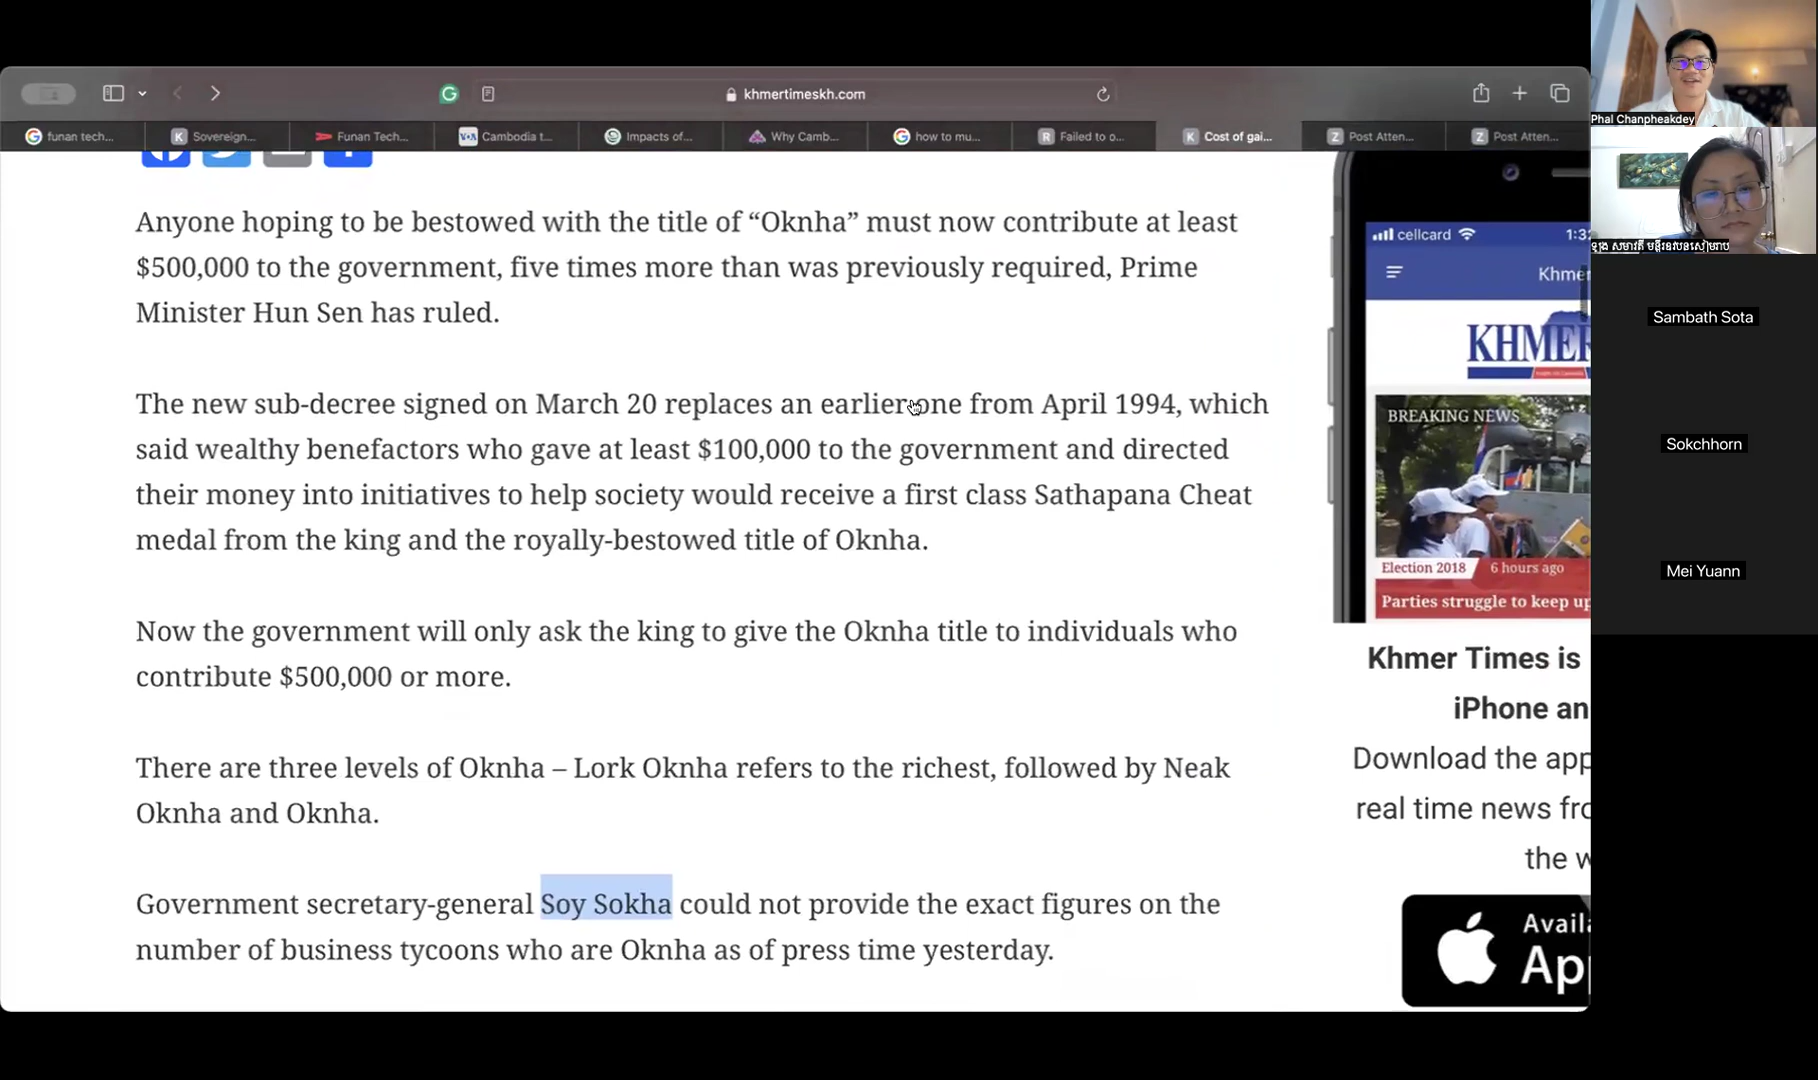 khmertimeskh.com
funan tech...
Sovereign...
Funan Tech...
VOA Cambodia t...
Impacts of...
Why Camb...
how to mu...
Failed to o...
Cost of gai...
Post Atten...
Post Atten...
Anyone hoping to be bestowed with the title of “Oknha” must now contribute at least
$500,000 to the government, five times more than was previously required, Prime
Minister Hun Sen has ruled.
The new sub-decree signed on March 20 replaces an earlier one from April 1994, which
said wealthy benefactors who gave at least $100,000 to the government and directed
their money into initiatives to help society would receive a first class Sathapana Cheat
medal from the king and the royally-bestowed title of Oknha.
Now the government will only ask the king to give the Oknha title to individuals who
contribute $500,000 or more.
There are three levels of Oknha – Lork Oknha refers to the richest, followed by Neak
Oknha and Oknha.
Government secretary-general Soy Sokha could not provide the exact figures on the
number of business tycoons who are Oknha as of press time yesterday.
cellcard 1:3
Khmer
KHMER
BREAKING NEWS
Election 2018 6 hours ago
Parties struggle to keep up
Khmer Times is
iPhone an
Download the app
real time news fro
the w
Availa
App
Phal Chanpheakdey
Sambath Sota
Sokchhorn
Mei Yuann